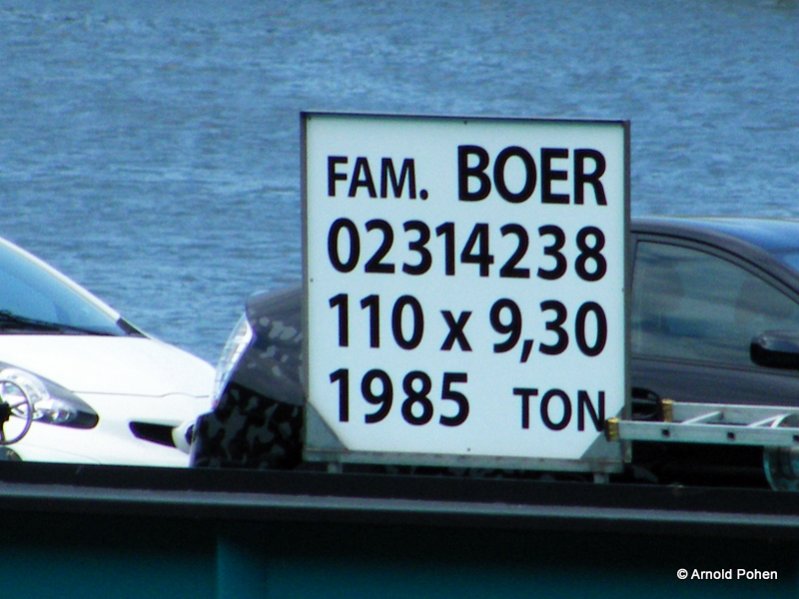 FAM. BOER
02314238
110 x 9,30
1985 TON
© Arnold Pohen